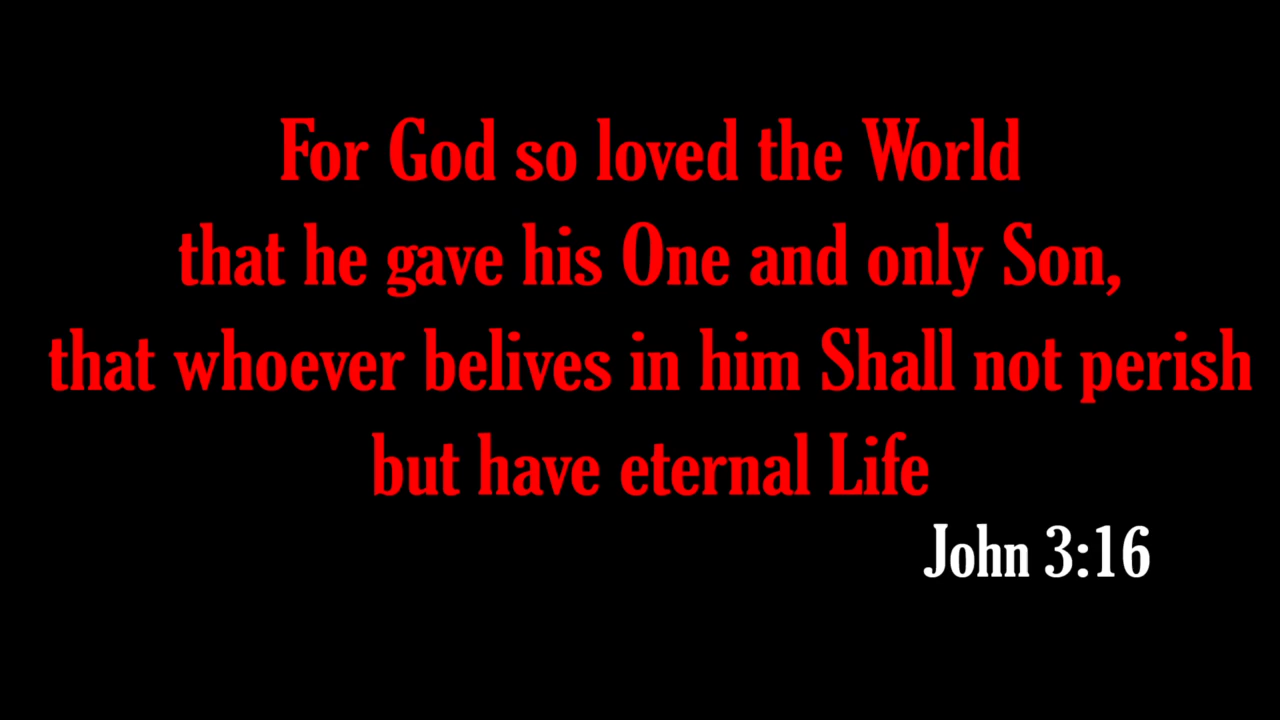 For God so loved the World
that he gave his One and only Son,
that whoever belives in him Shall not perish
but have eternal Life
John 3:16